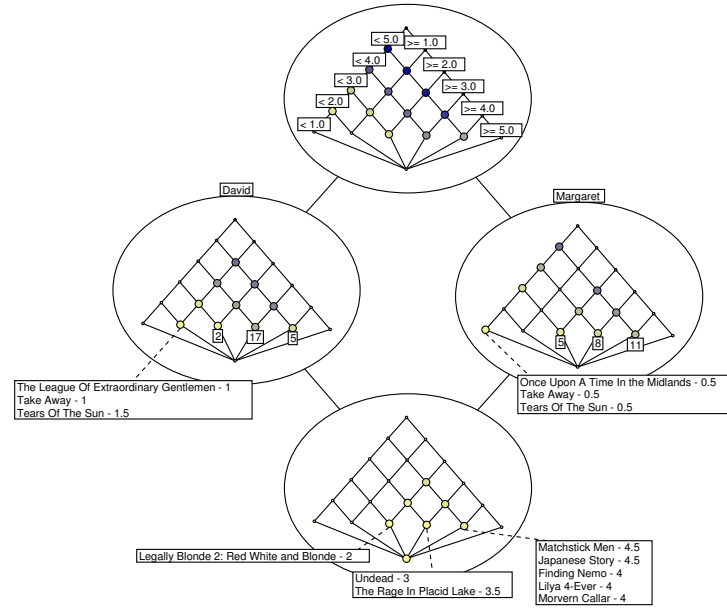 < 5.0
>= 1.0
< 4.0
>= 2.0
< 3.0
>= 3.0
< 2.0
>= 4.0
< 1.0
>= 5.0
David
Margaret
2
17
5
5
8
11
The League Of Extraordinary Gentlemen - 1
Take Away - 1
Tears Of The Sun - 1.5
Once Upon A Time In the Midlands - 0.5
Take Away - 0.5
Tears Of The Sun - 0.5
Legally Blonde 2: Red White and Blonde - 2
Undead - 3
The Rage In Placid Lake - 3.5
Matchstick Men - 4.5
Japanese Story - 4.5
Finding Nemo - 4
Lilya 4-Ever - 4
Morvern Callar - 4